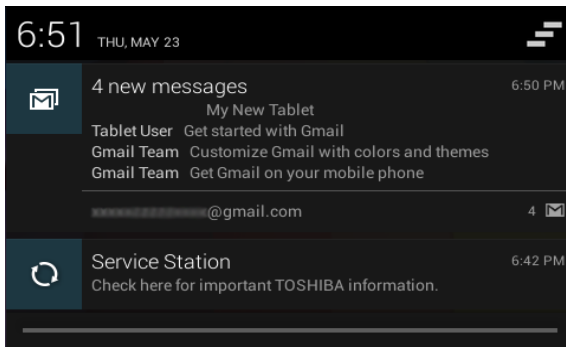 6:51 THU, MAY 23
4 new messages 6:50 PM
My New Tablet
Tablet User Get started with Gmail
Gmail Team Customize Gmail with colors and themes
Gmail Team Get Gmail on your mobile phone
@gmail.com 4
Service Station 6:42 PM
Check here for important TOSHIBA information.